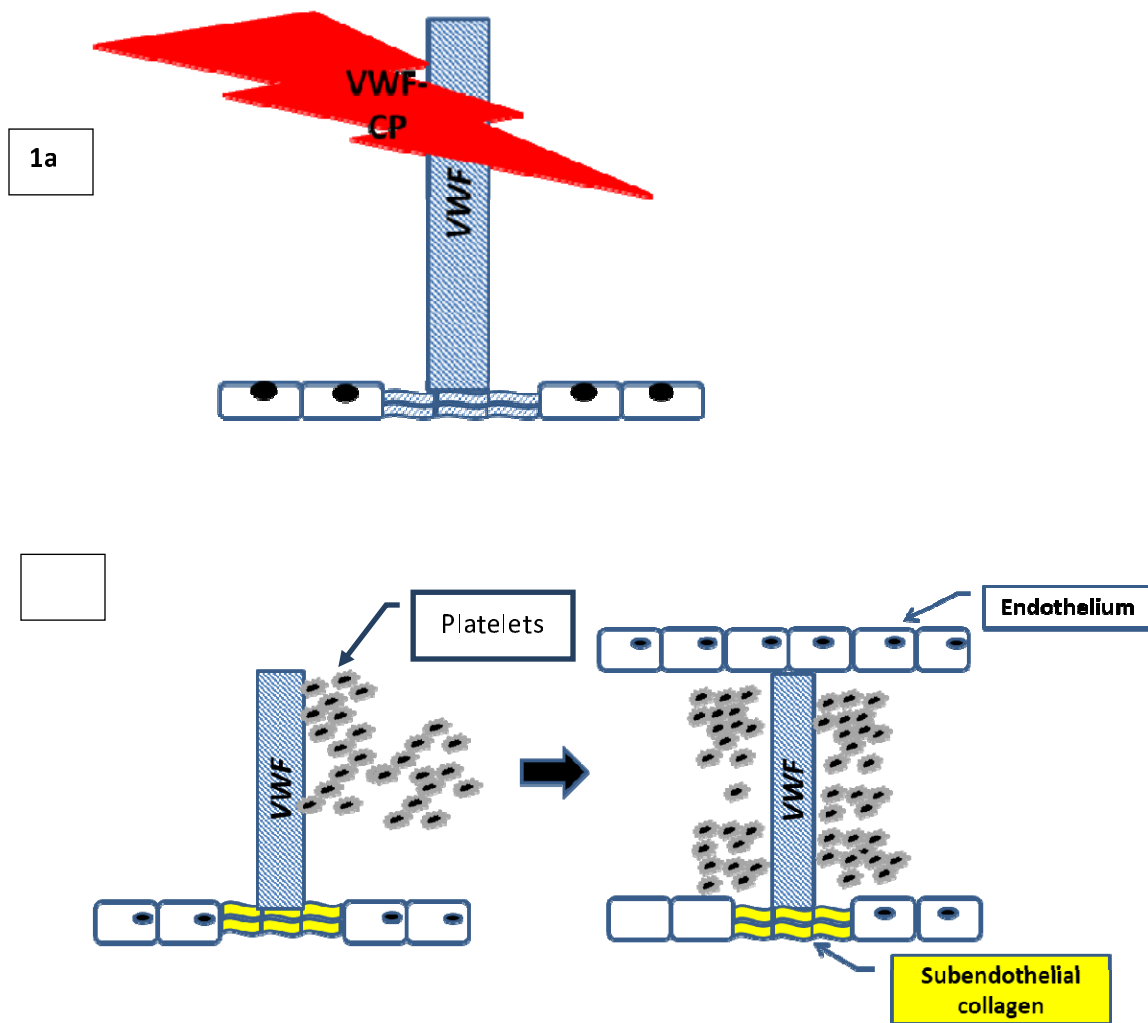 VWF-
CP
1a
VWF
Platelets
Endothelium
VWF
VWF
Subendothelial
collagen